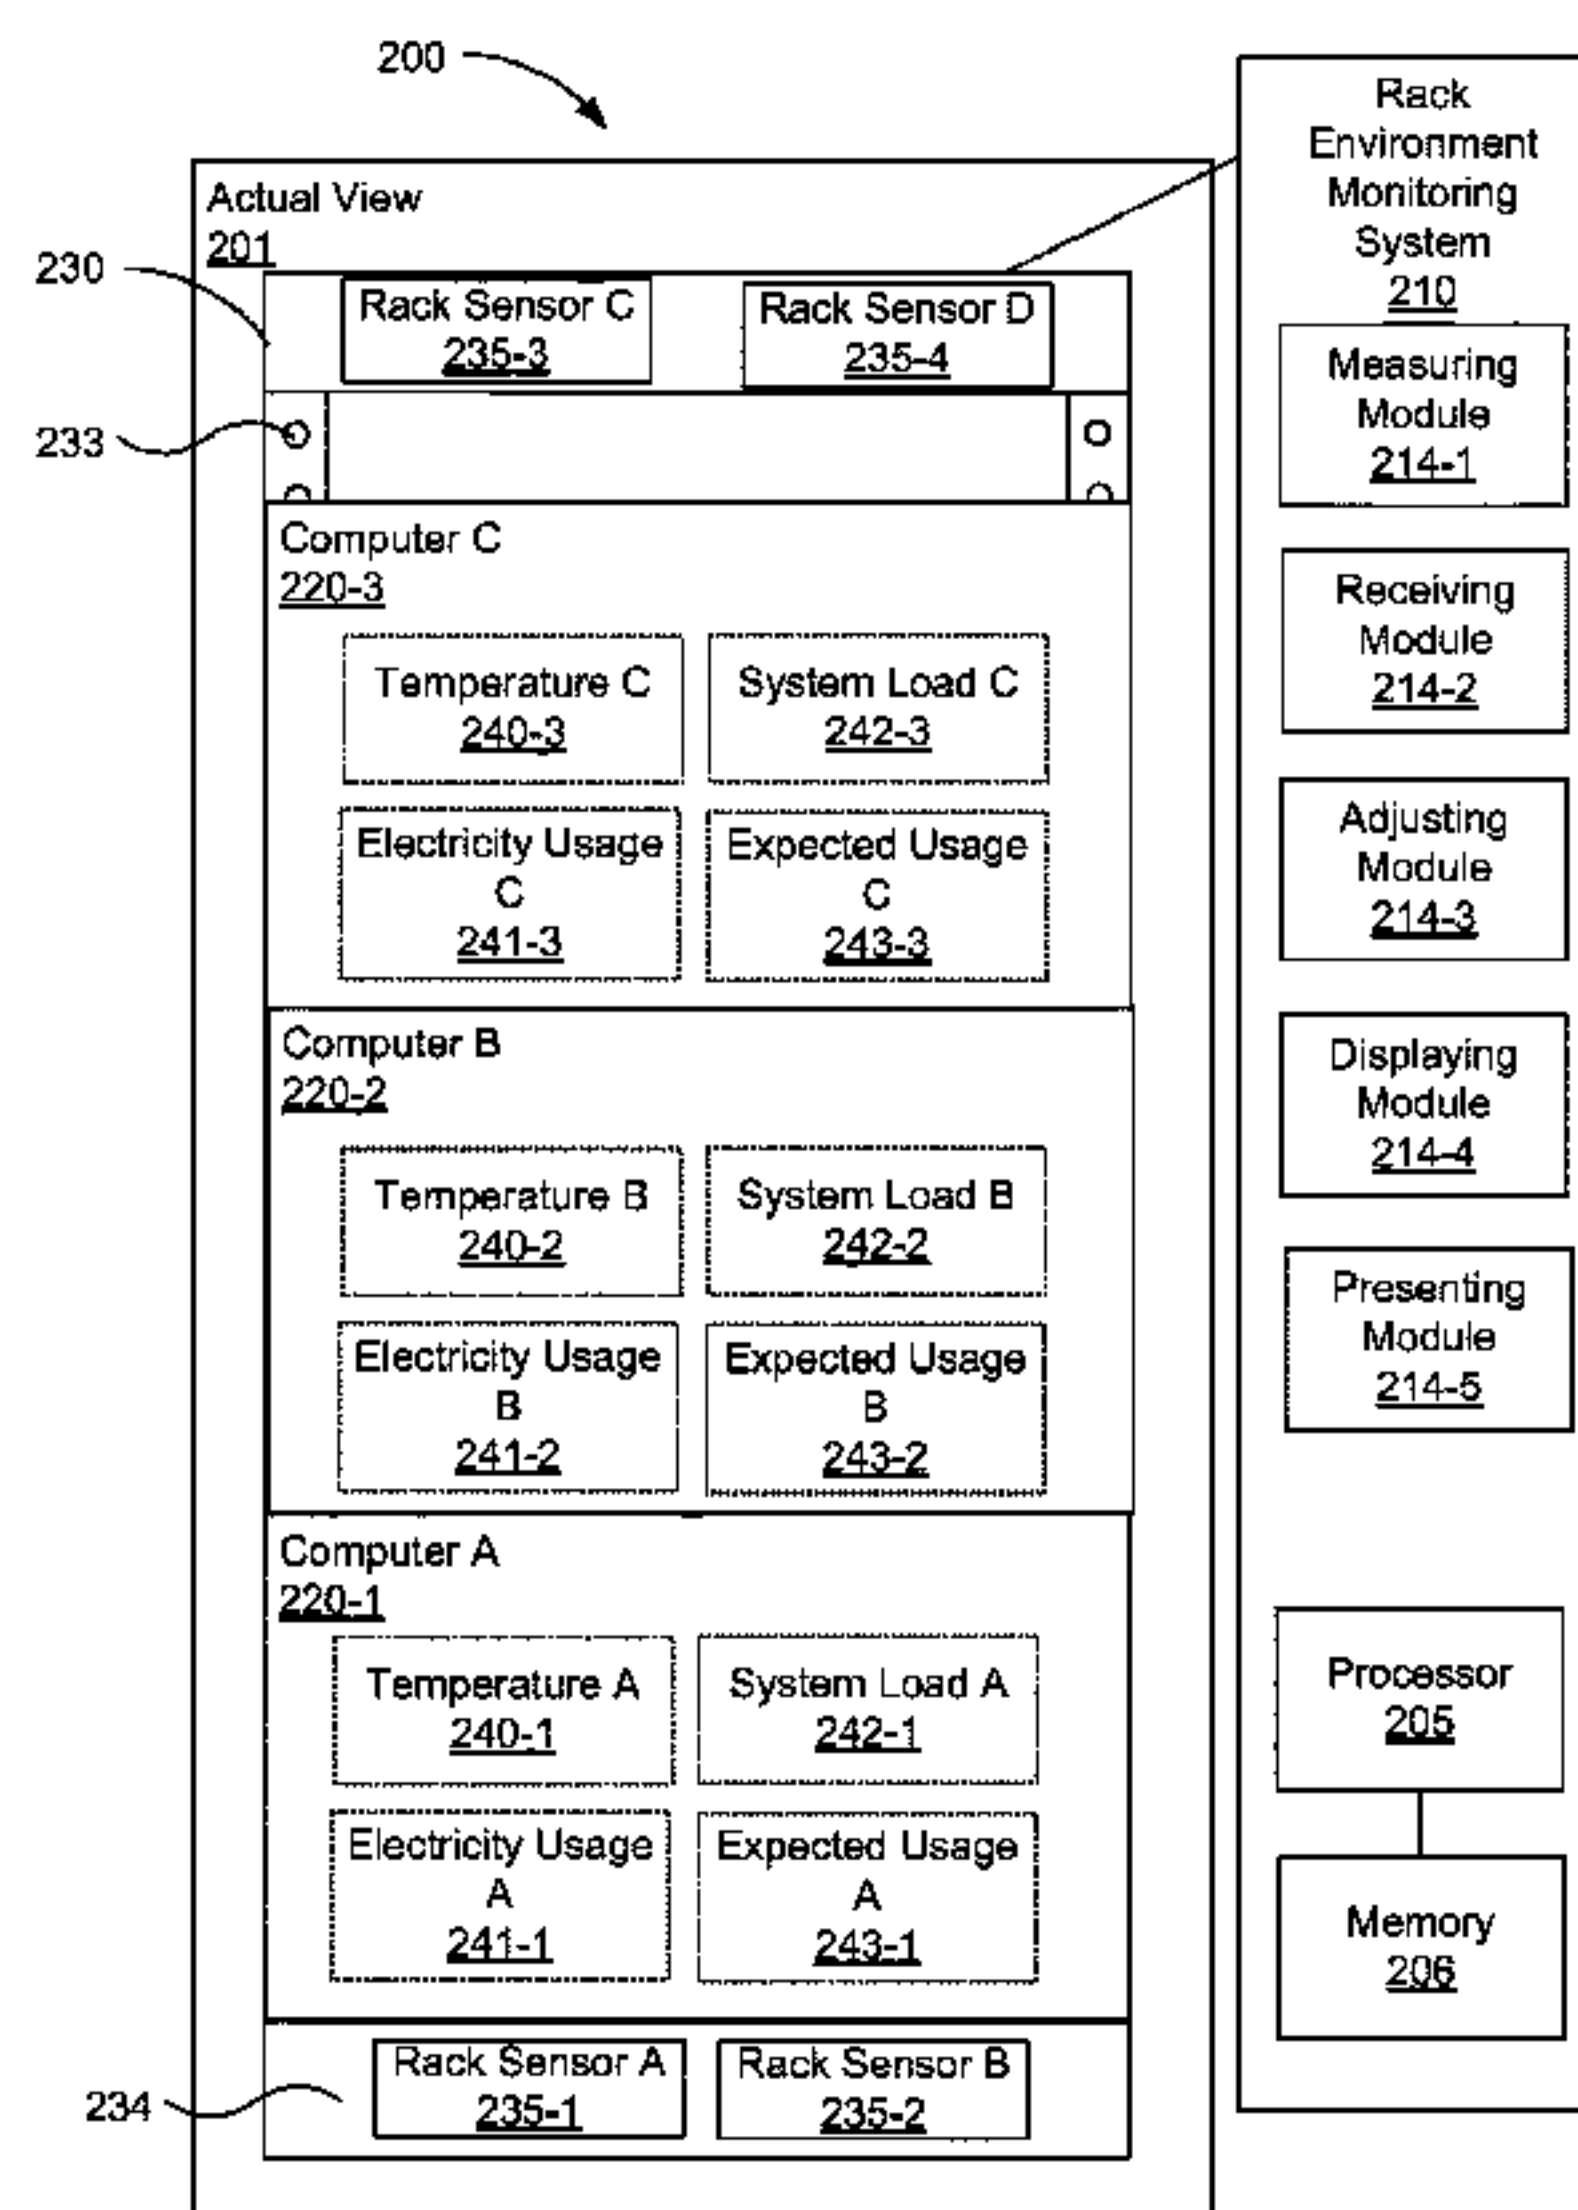 200
Actual View
201
230
Rack Sensor C
235-3
Rack Sensor D
235-4
233
Computer C
220-3
Temperature C
240-3
System Load C
242-3
Electricity Usage
C
241-3
Expected Usage
C
243-3
Computer B
220-2
Temperature B
240-2
System Load B
242-2
Electricity Usage
B
241-2
Expected Usage
B
243-2
Computer A
220-1
Temperature A
240-1
System Load A
242-1
Electricity Usage
A
241-1
Expected Usage
A
243-1
234
Rack Sensor A
235-1
Rack Sensor B
235-2
Rack
Environment
Monitoring
System
210
Measuring
Module
214-1
Receiving
Module
214-2
Adjusting
Module
214-3
Displaying
Module
214-4
Presenting
Module
214-5
Processor
205
Memory
206